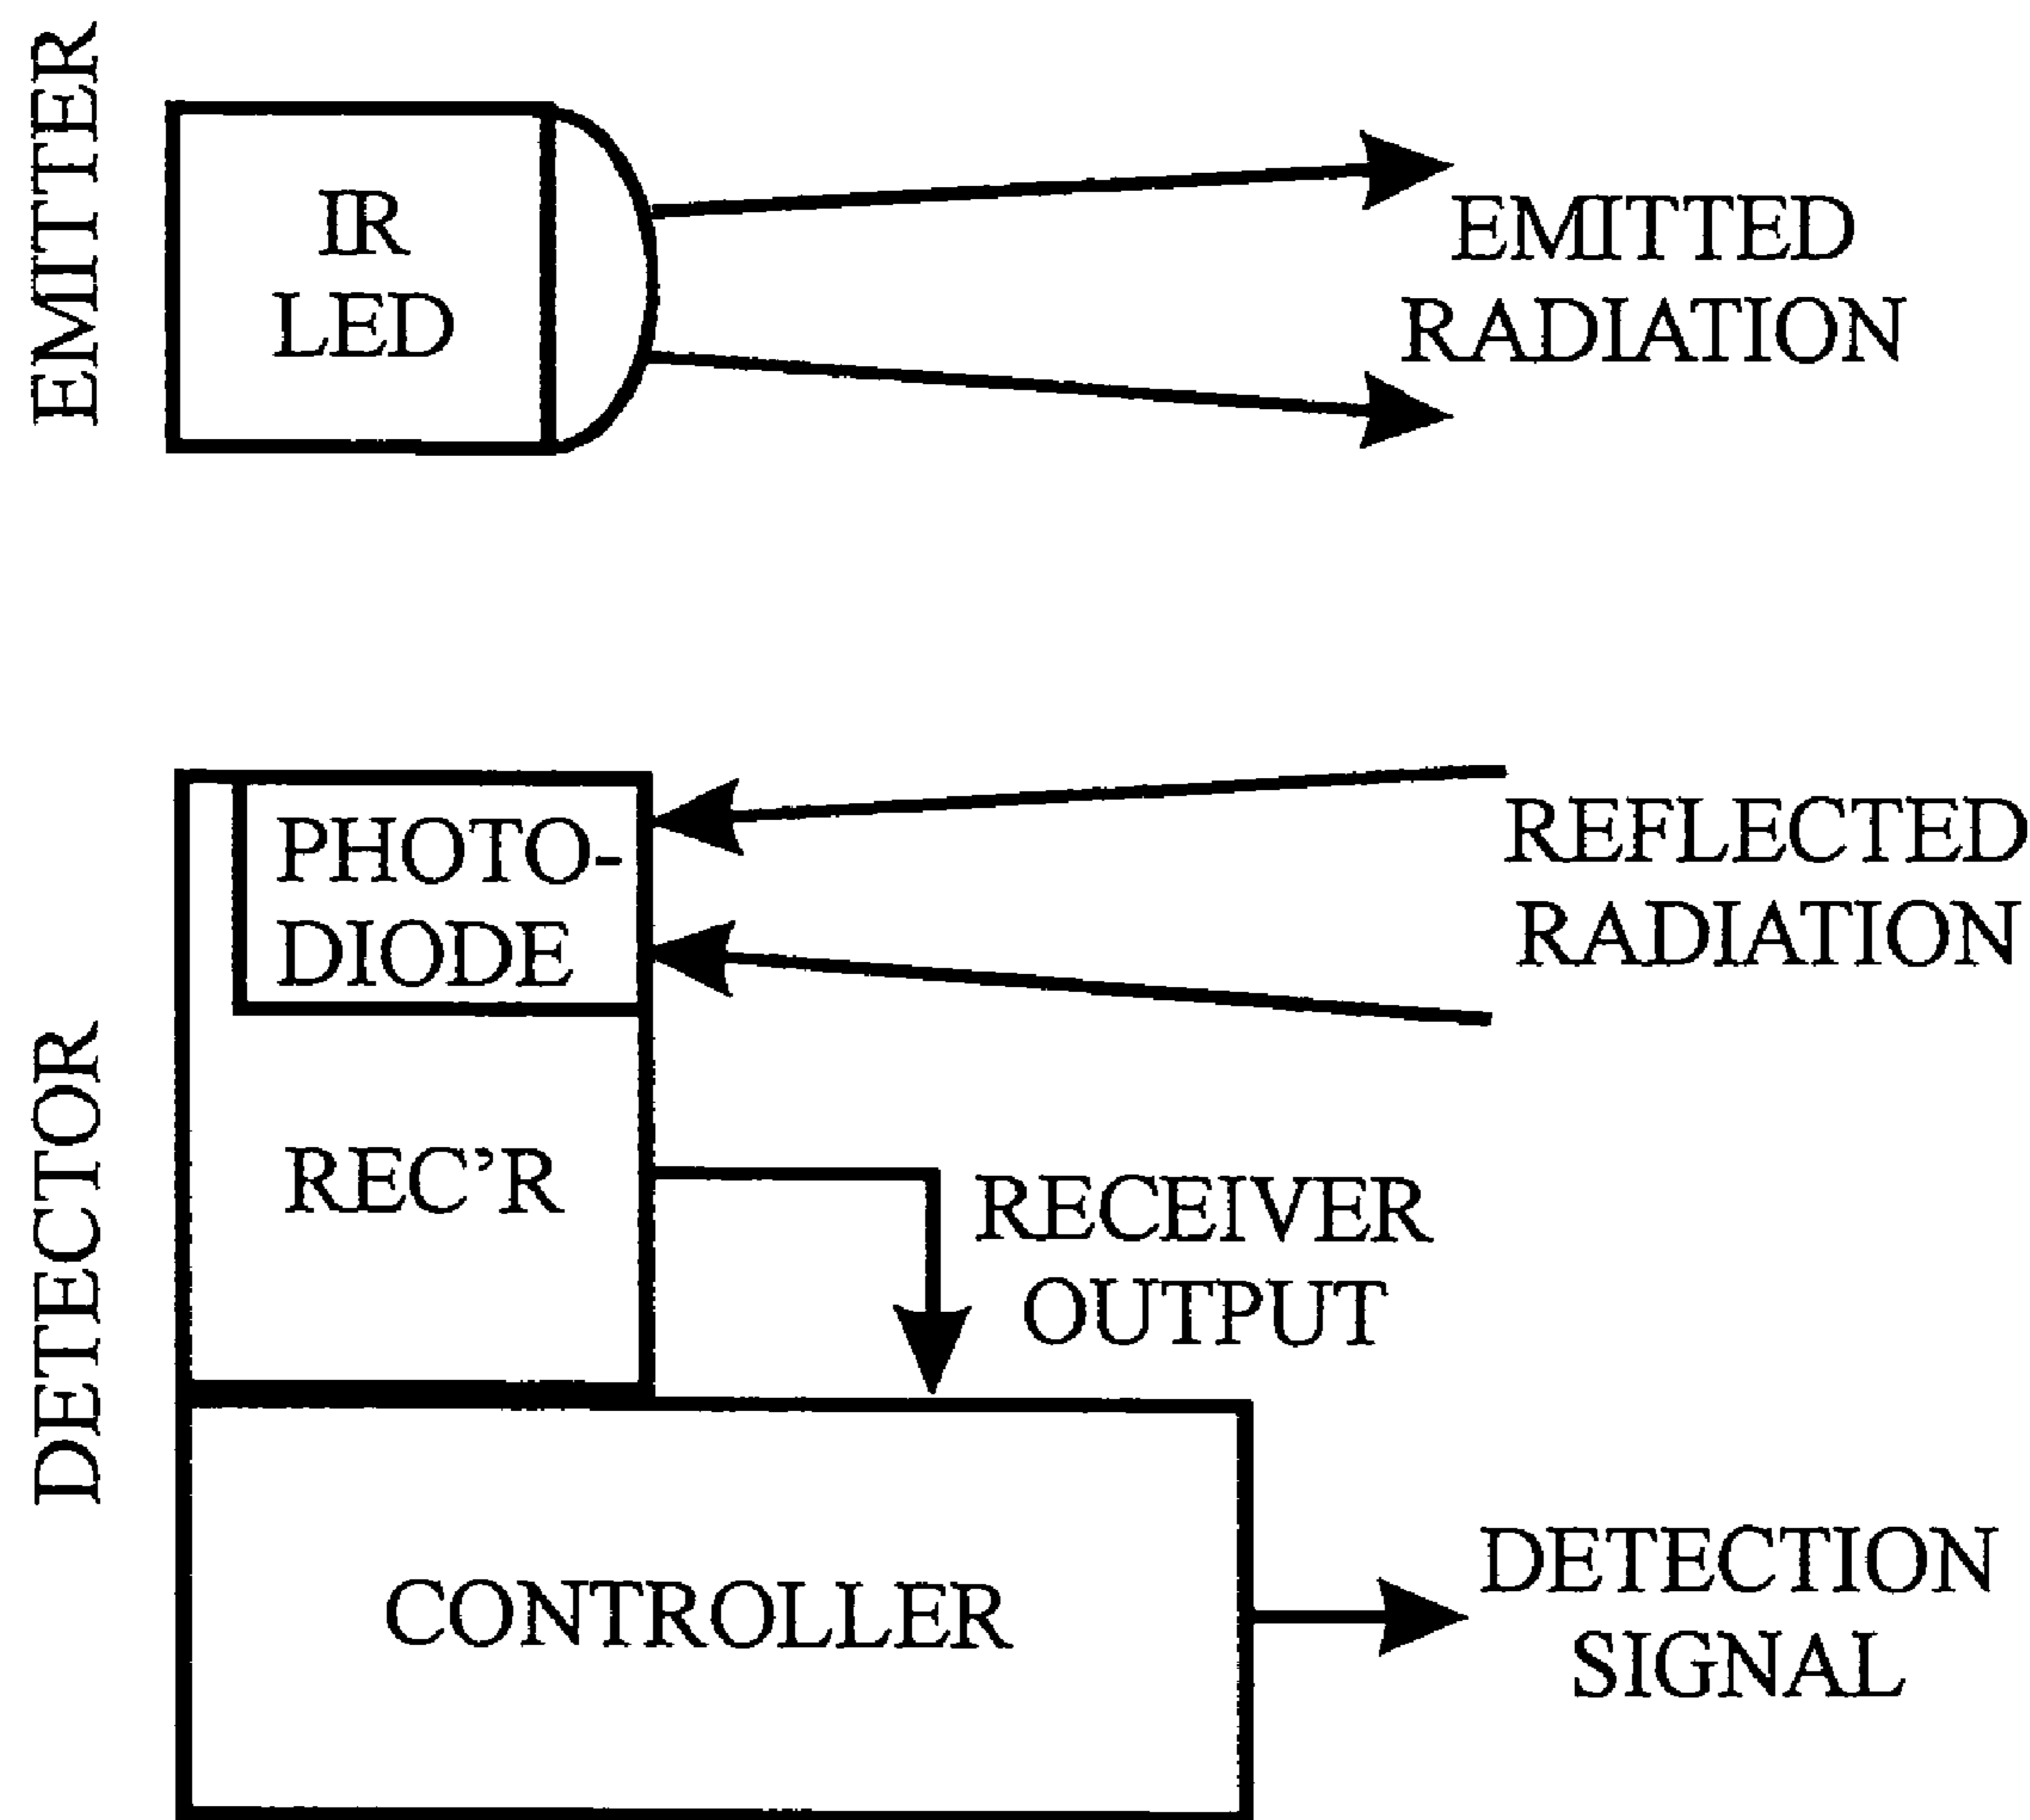 EMITTER
IR
LED
EMITTED
RADIATION
DETECTOR
PHOTO-
DIODE
REFLECTED
RADIATION
REC’R
RECEIVER
OUTPUT
CONTROLLER
DETECTION
SIGNAL